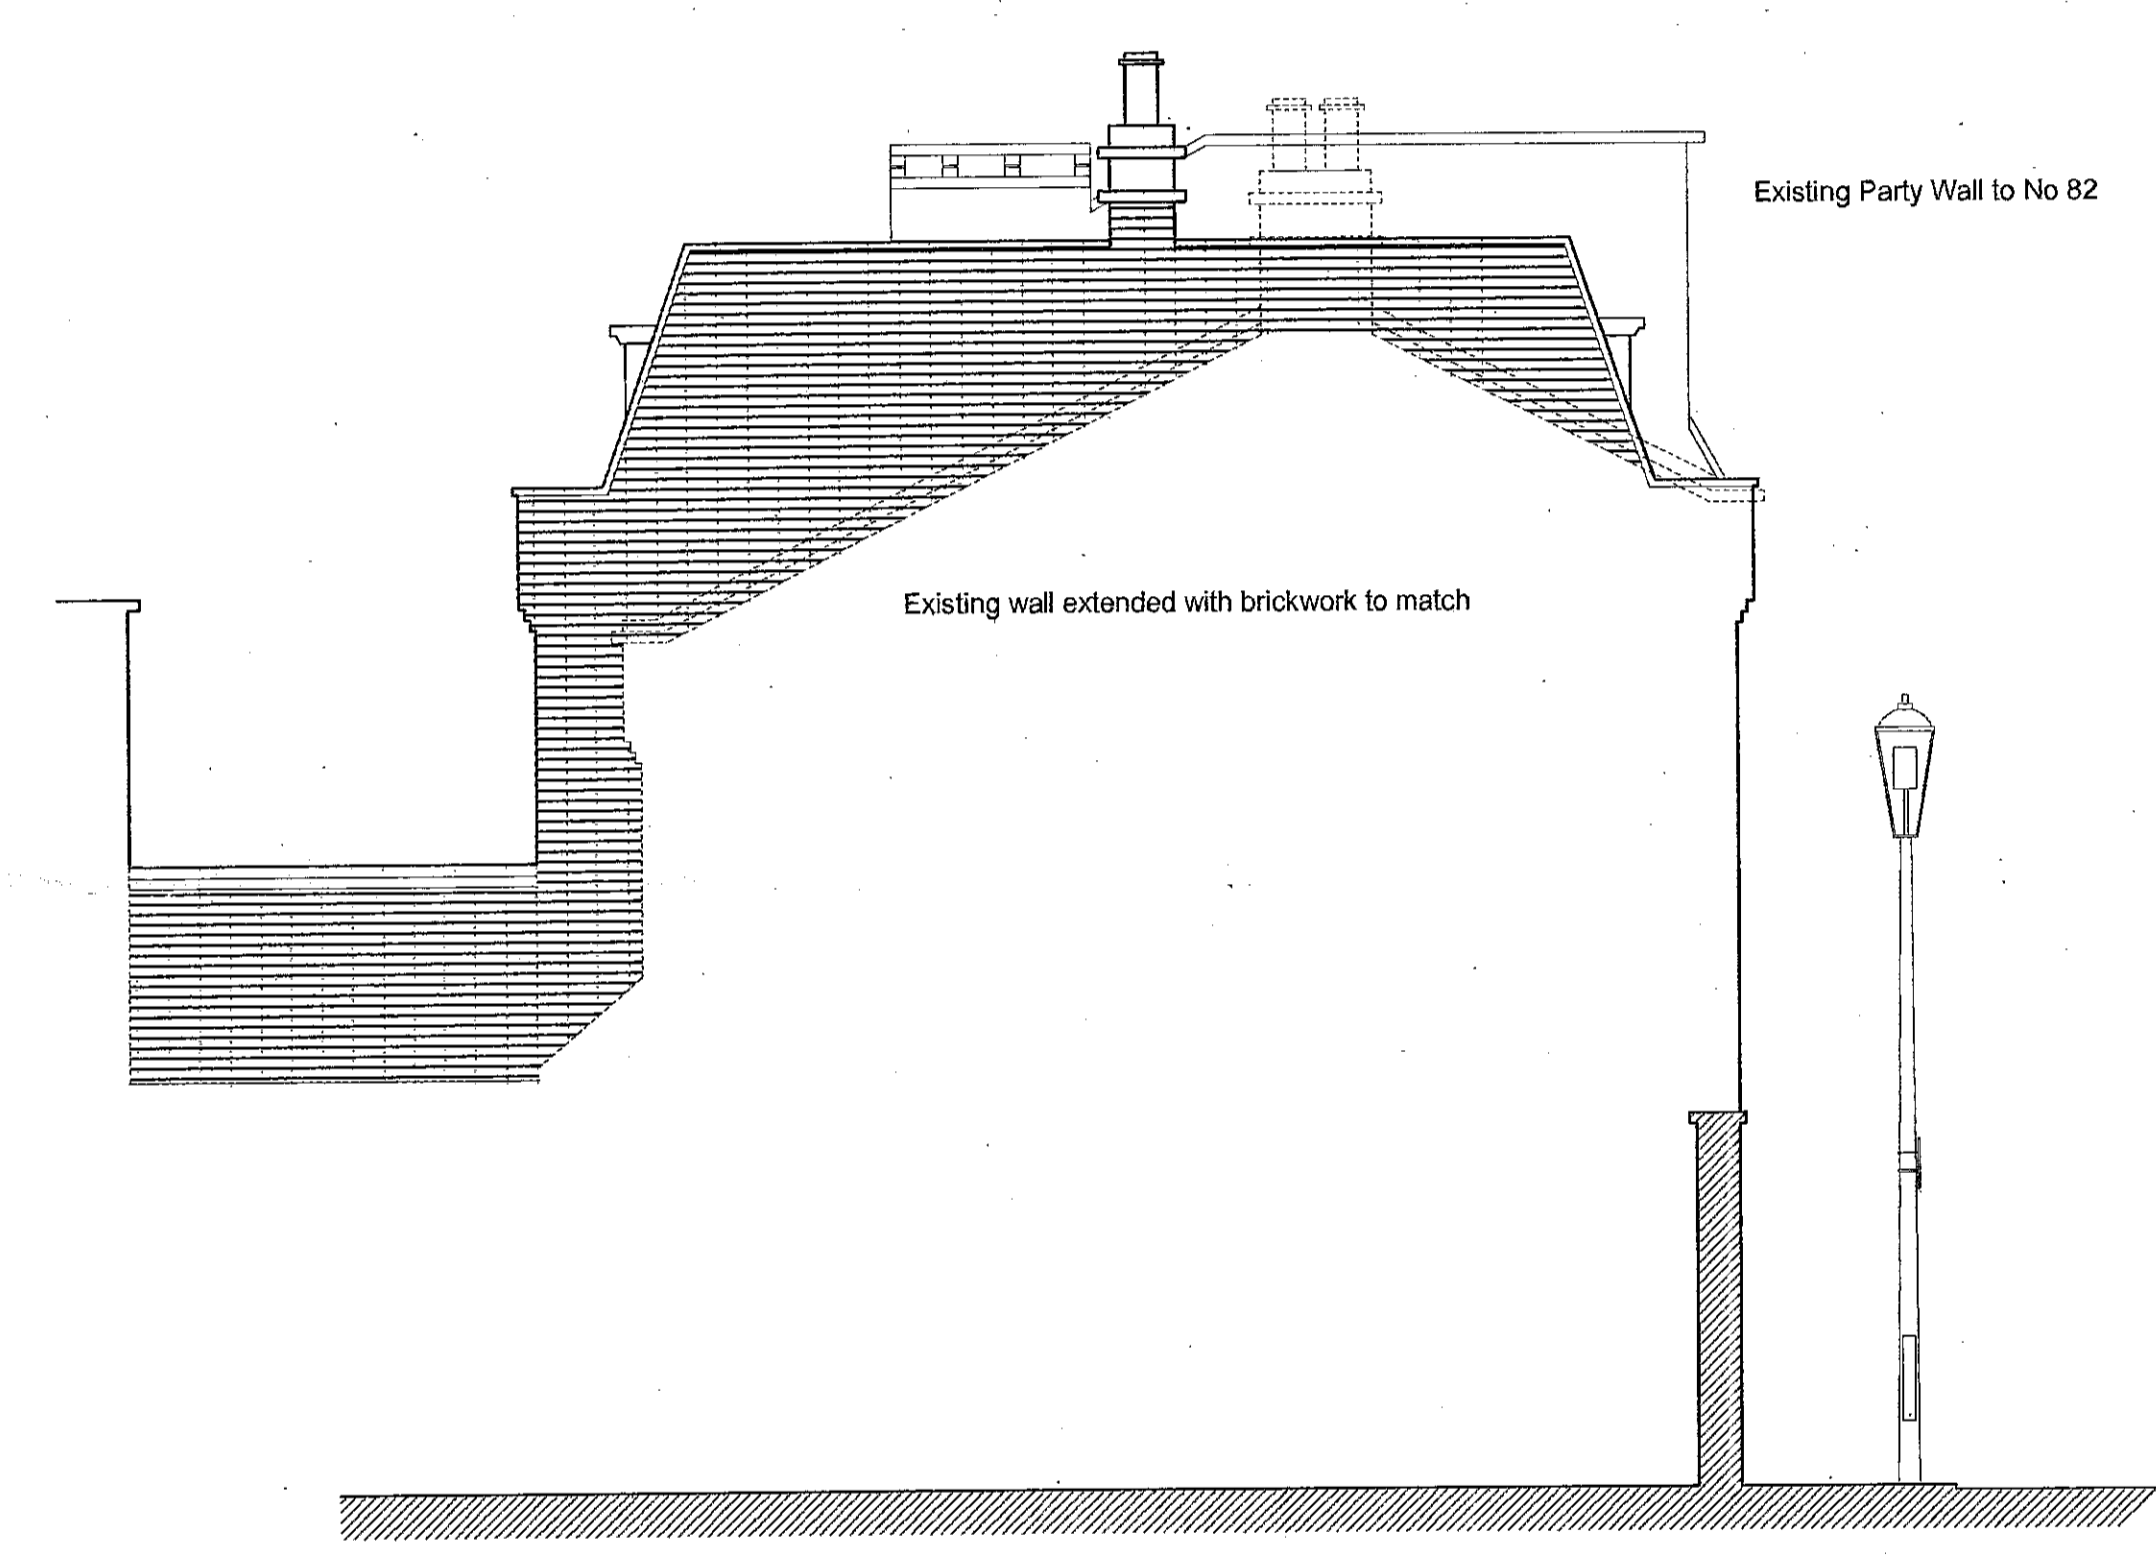 Existing Party Wall to No 82
Existing wall extended with brickwork to match